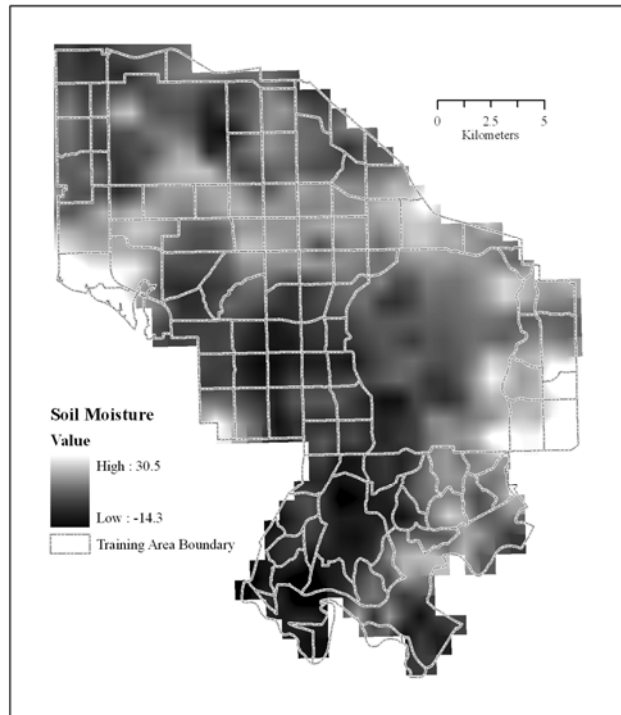 0 2.5 5
Kilometers
Soil Moisture
Value
High : 30.5
Low : -14.3
Training Area Boundary